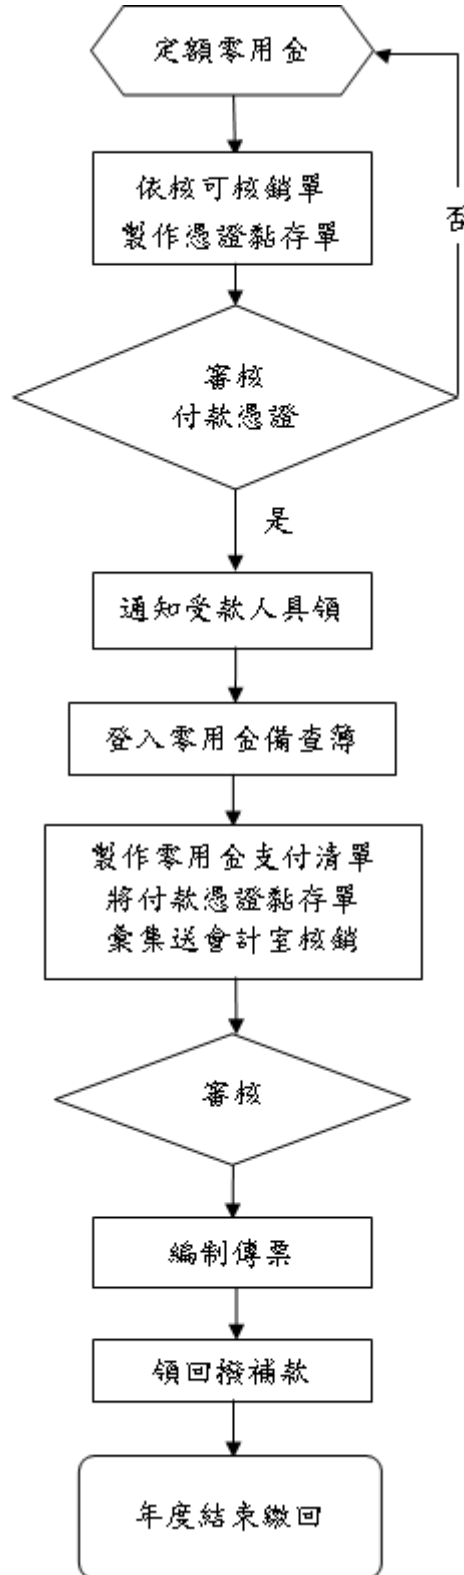 定額零用金
依核可核銷單
製作憑證黏存單
否
審核
付款憑證
是
通知受款人具領
登入零用金備查簿
製作零用金支付清單
將付款憑證黏存單
彙集送會計室核銷
審核
編制傳票
領回撥補款
年度結束繳回